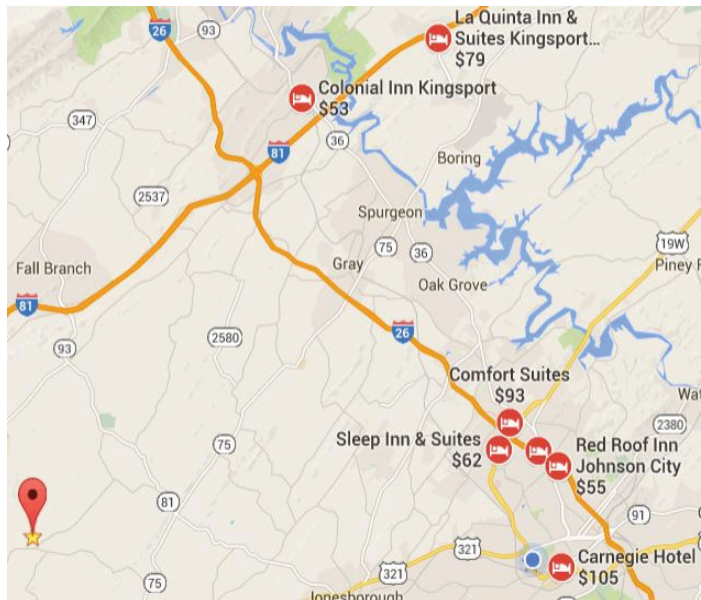 La Quinta Inn &
Suites Kingsport...
$79
26
93
Colonial Inn Kingsport
$53
347
36
81
Boring
2537
Spurgeon
19W
75
36
Fall Branch
Gray
Piney
Oak Grove
81
26
2580
93
Comfort Suites
$93
2380
75
Sleep Inn & Suites
$62
Red Roof Inn
Johnson City
$55
81
91
321
Carnegie Hotel
$105
321
75
Jonesborough